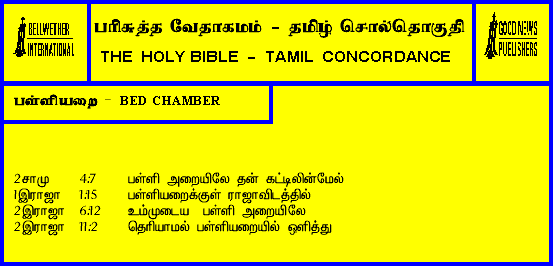 BELLWETHER
INTERNATIONAL
பரிசுத்த வேதாகமம் - தமிழ் சொல்தொகுதி
THE HOLY BIBLE - TAMIL CONCORDANCE
GOOD NEWS
PUBLISHERS
பள்ளியறை - BED CHAMBER
2சாமு 4:7 பள்ளி அறையிலே தன் கட்டிலின்மேல்
1இராஜா 1:15 பள்ளியறைக்குள் ராஜாவிடத்தில்
2இராஜா 6:12 உம்முடைய பள்ளி அறையிலே
2இராஜா 11:2 தெரியாமல் பள்ளியறையில் ஒளித்து